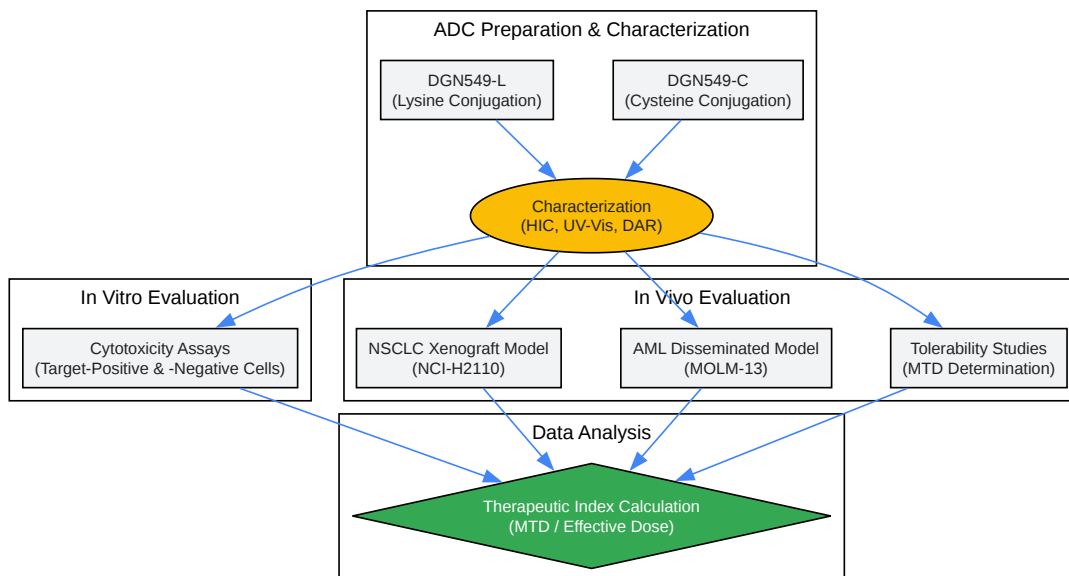 ADC Preparation & Characterization
DGN549-L
(Lysine Conjugation)
DGN549-C
(Cysteine Conjugation)
Characterization
(HIC, UV-Vis, DAR)
In Vitro Evaluation
Cytotoxicity Assays
(Target-Positive & -Negative Cells)
In Vivo Evaluation
NSCLC Xenograft Model
(NCI-H2110)
AML Disseminated Model
(MOLM-13)
Tolerability Studies
(MTD Determination)
Data Analysis
Therapeutic Index Calculation
(MTD / Effective Dose)